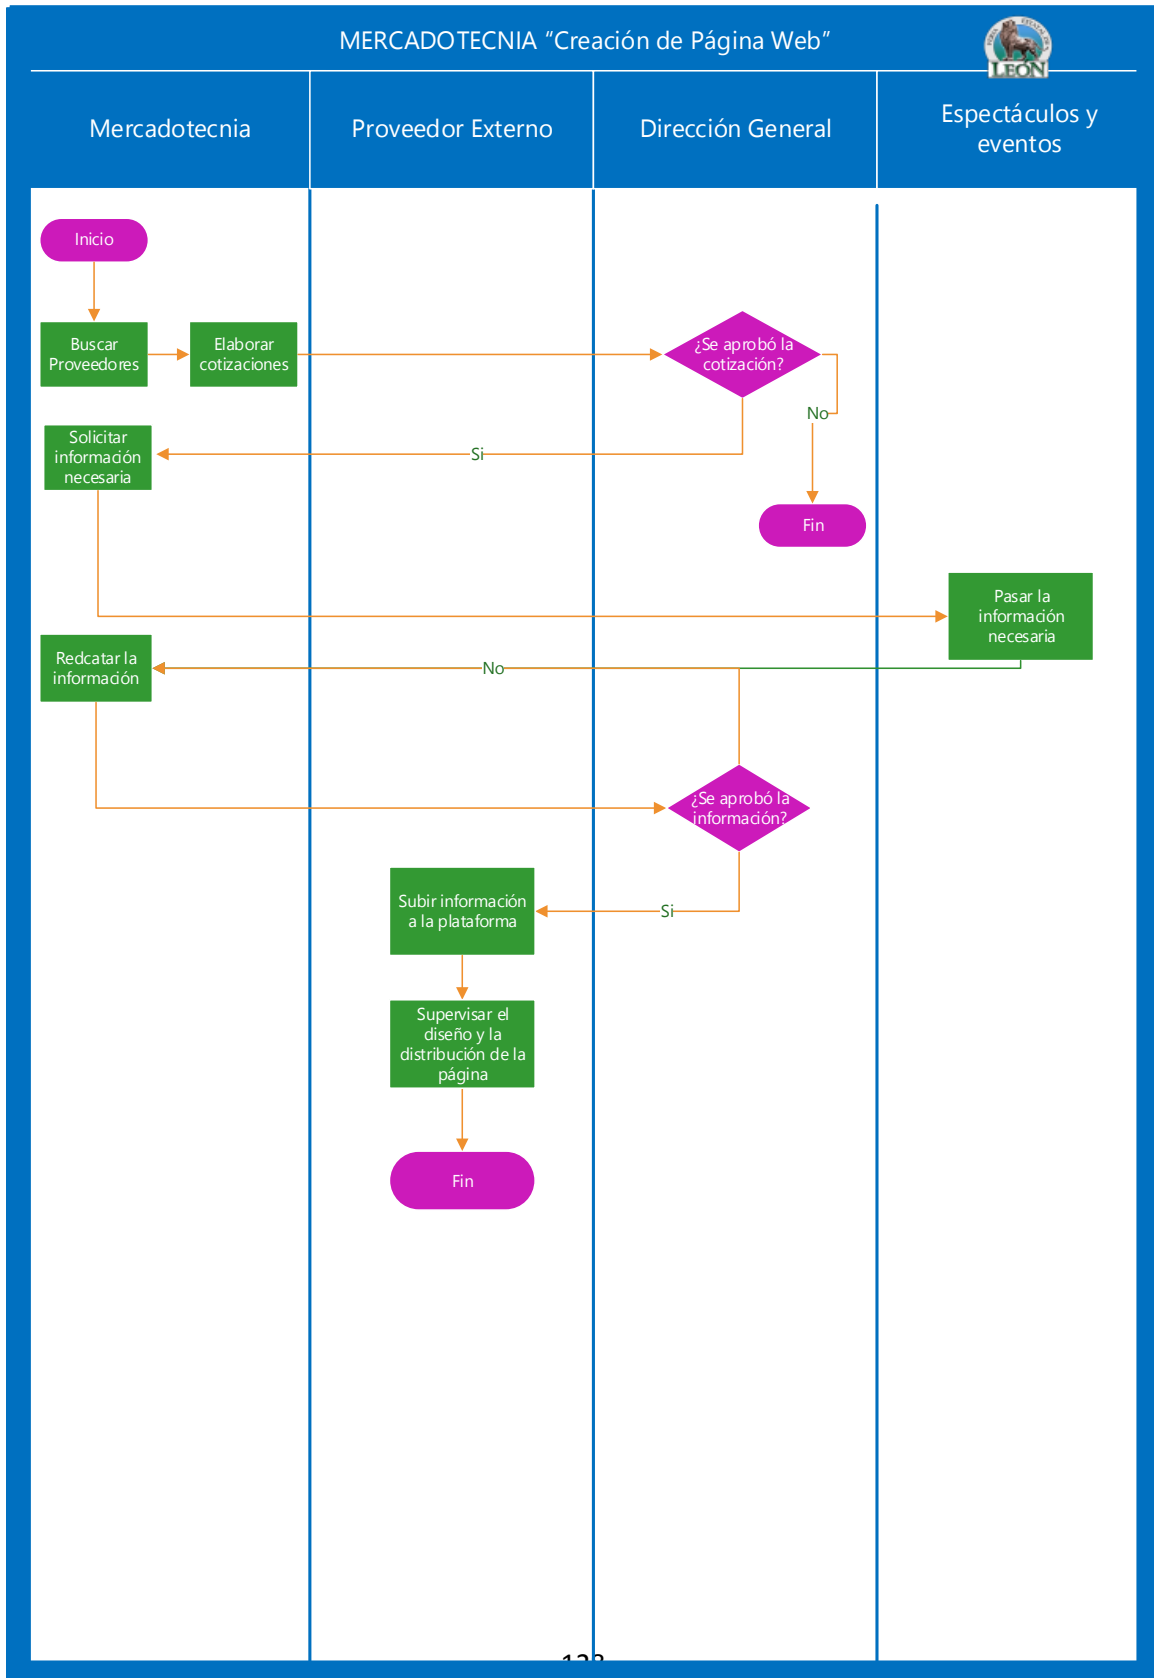 MERCADOTECNIA “Creación de Página Web”
LEON
Mercadotecnia
Proveedor Externo
Dirección General
Espectáculos y
eventos
Inicio
Buscar
Proveedores
Elaborar
cotizaciones
¿Se aprobó la
cotización?
No
Si
Solicitar
información
necesaria
Fin
Pasar la
información
necesaria
Redcatar la
información
No
¿Se aprobó la
información?
Si
Subir información
a la plataforma
Supervisar el
diseño y la
distribución de la
página
Fin